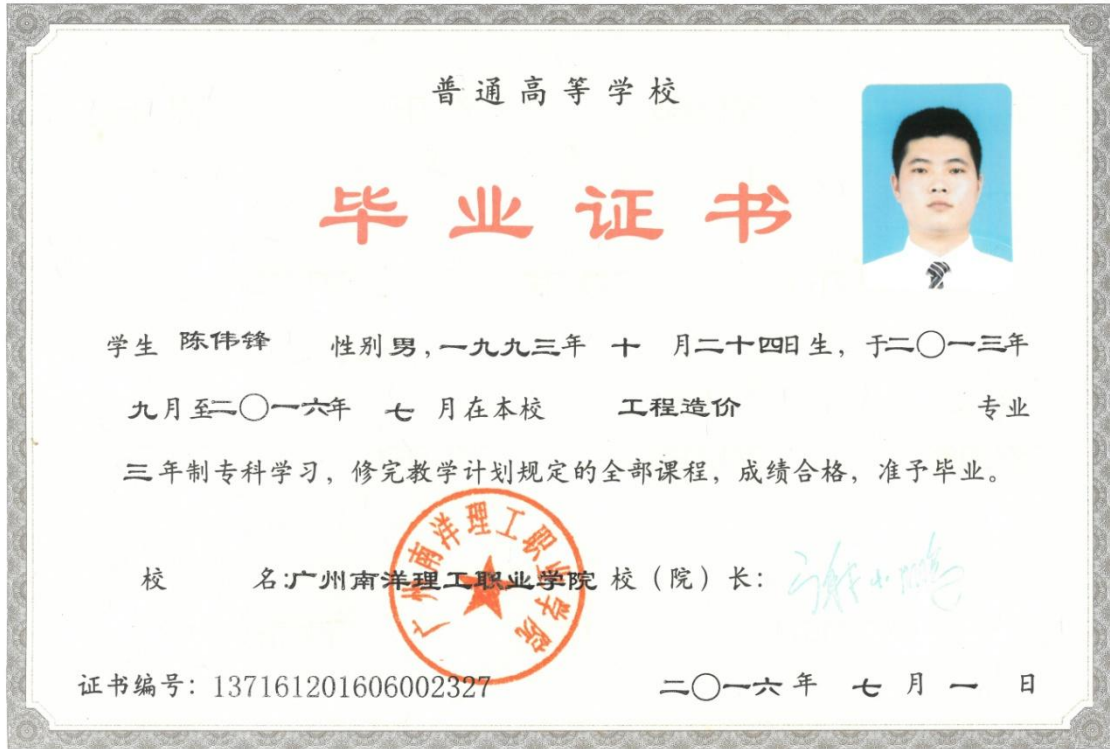 普通高等学校
毕业证书
学生 陈伟锋 性别男，一九九三年 十 月二十四日生，于二〇一三年
九月至二〇一六年 七 月在本校 工程造价 专业
三年制专科学习，修完教学计划规定的全部课程，成绩合格，准予毕业。
广州南洋理工职业学院
校 名:广州南洋理工职业学院 校（院）长：
证书编号：137161201606002327 二〇一六年 七 月 一 日